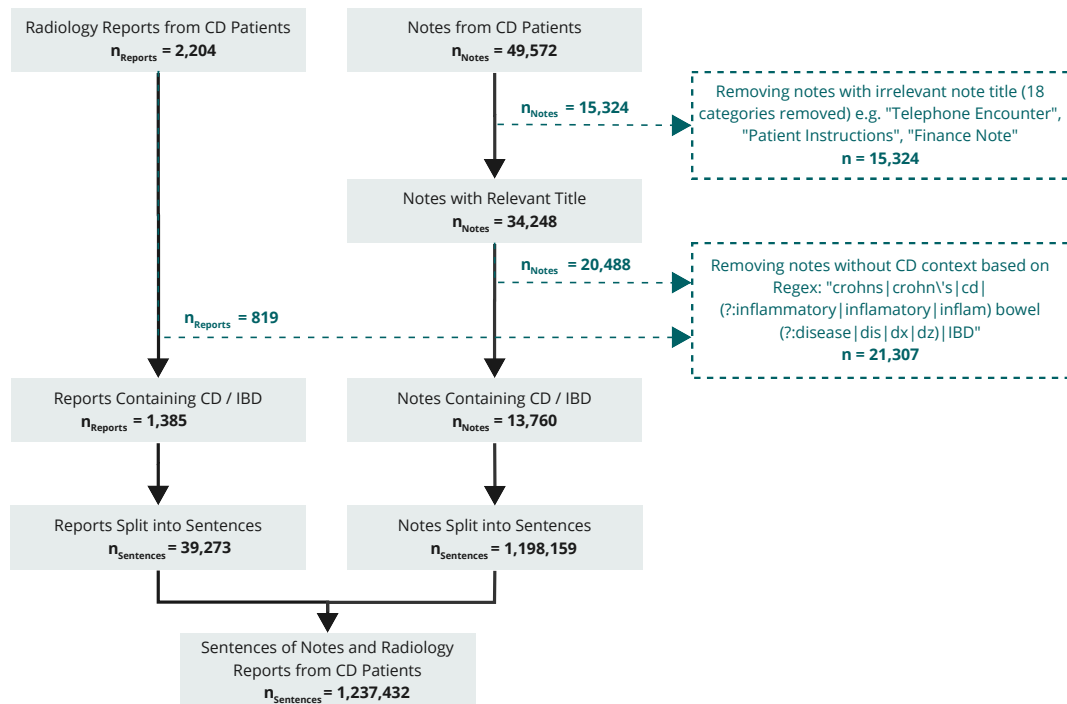 Radiology Reports from CD Patients
nReports = 2,204
Notes from CD Patients
nNotes = 49,572
nNotes = 15,324
Removing notes with irrelevant note title (18
categories removed) e.g. "Telephone Encounter",
"Patient Instructions", "Finance Note"
n = 15,324
Notes with Relevant Title
nNotes = 34,248
nNotes = 20,488
Removing notes without CD context based on
Regex: "crohns|crohn\'s|cd|
(?:inflammatory|inflamatory|inflam) bowel
(?:disease|dis|dx|dz)|IBD"
n = 21,307
nReports = 819
Reports Containing CD / IBD
nReports = 1,385
Notes Containing CD / IBD
nNotes = 13,760
Reports Split into Sentences
nSentences = 39,273
Notes Split into Sentences
nSentences = 1,198,159
Sentences of Notes and Radiology
Reports from CD Patients
nSentences = 1,237,432